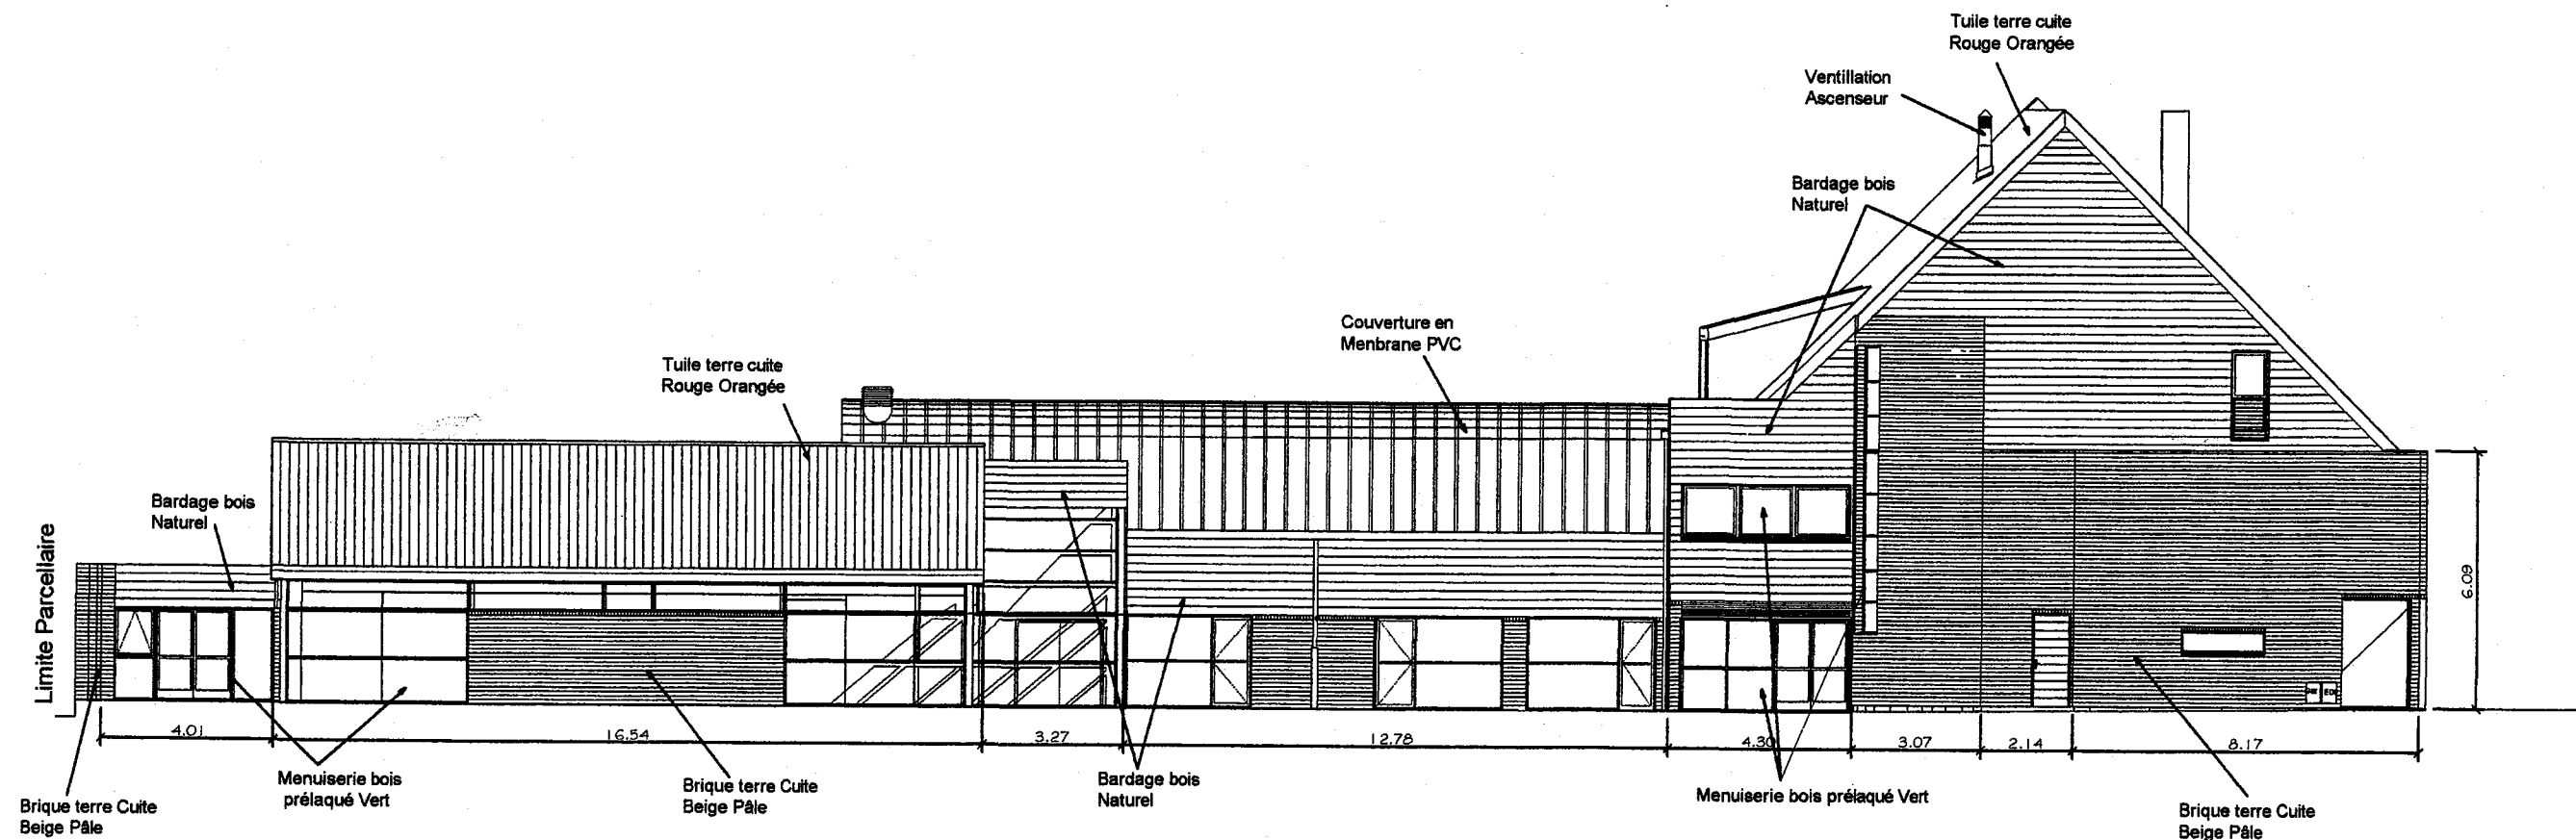 Tuile terre cuite
Rouge Orangée
Ventillation
Ascenseur
Bardage bois
Naturel
Couverture en
Menbrane PVC
Tuile terre cuite
Rouge Orangée
Bardage bois
Naturel
Limite Parcellaire
6.09
4.01
16.54
3.27
12.78
4.30
3.07
2.14
8.17
Menuiserie bois
prélaqué Vert
Brique terre Cuite
Beige Pâle
Bardage bois
Naturel
Menuiserie bois prélaqué Vert
Brique terre Cuite
Beige Pâle
Brique terre Cuite
Beige Pâle